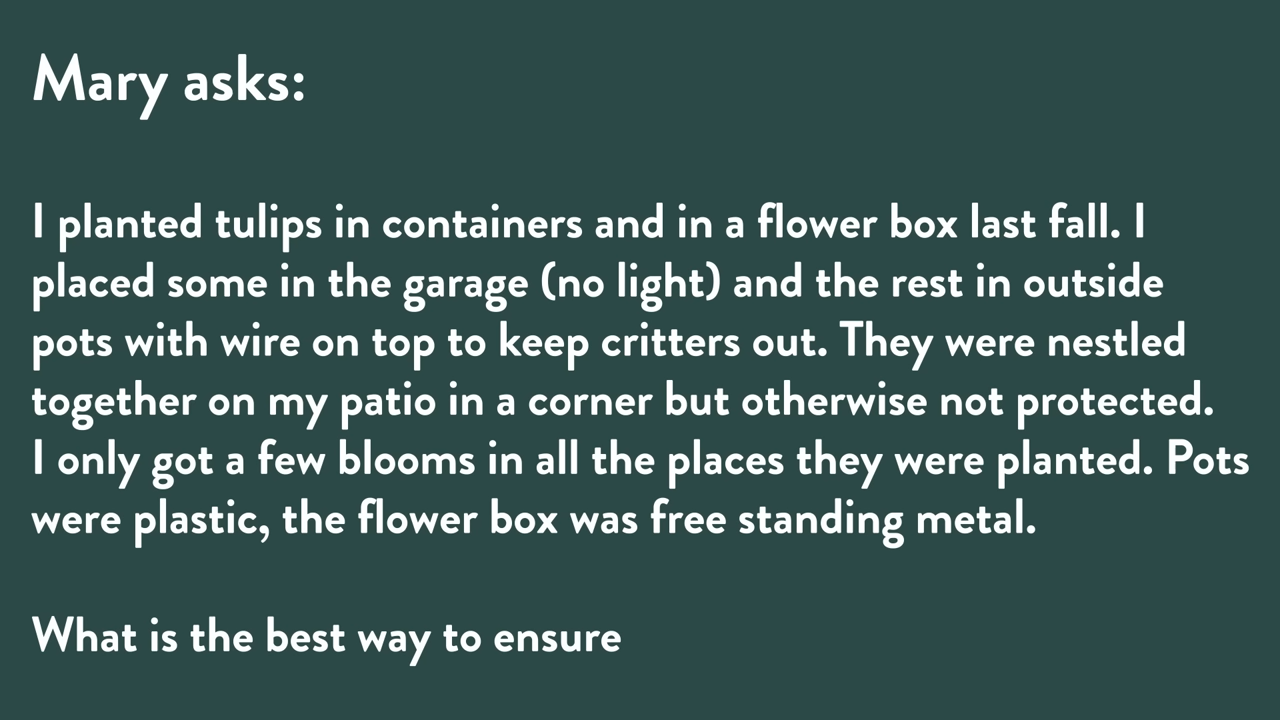 Mary asks:
I planted tulips in containers and in a flower box last fall. I
placed some in the garage (no light) and the rest in outside
pots with wire on top to keep critters out. They were nestled
together on my patio in a corner but otherwise not protected.
I only got a few blooms in all the places they were planted. Pots
were plastic, the flower box was free standing metal.
What is the best way to ensure